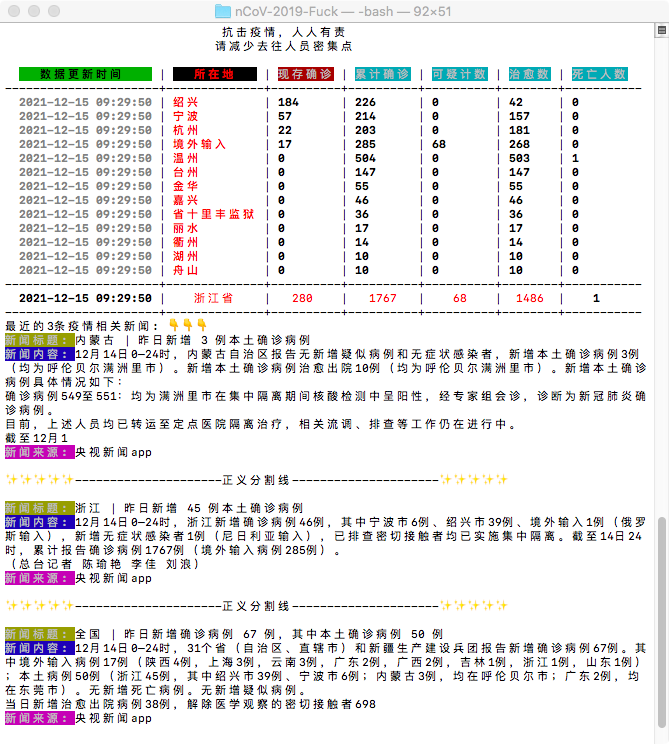 nCoV-2019-Fuck — -bash — 92×51
抗击疫情，人人有责
请减少去往人员密集点
数据更新时间 | 所在地 | 现存确诊 | 累计确诊 | 可疑计数 | 治愈数 | 死亡人数
2021-12-15 09:29:50 | 绍兴 | 184 | 226 | 0 | 42 | 0
2021-12-15 09:29:50 | 宁波 | 57 | 214 | 0 | 157 | 0
2021-12-15 09:29:50 | 杭州 | 22 | 203 | 0 | 181 | 0
2021-12-15 09:29:50 | 境外输入 | 17 | 285 | 68 | 268 | 0
2021-12-15 09:29:50 | 温州 | 0 | 504 | 0 | 503 | 1
2021-12-15 09:29:50 | 台州 | 0 | 147 | 0 | 147 | 0
2021-12-15 09:29:50 | 金华 | 0 | 55 | 0 | 55 | 0
2021-12-15 09:29:50 | 嘉兴 | 0 | 46 | 0 | 46 | 0
2021-12-15 09:29:50 | 省十里丰监狱 | 0 | 36 | 0 | 36 | 0
2021-12-15 09:29:50 | 丽水 | 0 | 17 | 0 | 17 | 0
2021-12-15 09:29:50 | 衢州 | 0 | 14 | 0 | 14 | 0
2021-12-15 09:29:50 | 湖州 | 0 | 10 | 0 | 10 | 0
2021-12-15 09:29:50 | 舟山 | 0 | 10 | 0 | 10 | 0
2021-12-15 09:29:50 | 浙江省 | 280 | 1767 | 68 | 1486 | 1
最近的3条疫情相关新闻：👇👇👇
新闻标题：内蒙古 | 昨日新增 3 例本土确诊病例
新闻内容：12月14日0—24时，内蒙古自治区报告无新增疑似病例和无症状感染者，新增本土确诊病例3例
（均为呼伦贝尔满洲里市）。新增本土确诊病例治愈出院10例（均为呼伦贝尔满洲里市）。新增本土确诊
病例具体情况如下：
确诊病例549至551：均为满洲里市在集中隔离期间核酸检测中呈阳性，经专家组会诊，诊断为新冠肺炎确
诊病例。
目前，上述人员均已转运至定点医院隔离治疗，相关流调、排查等工作仍在进行中。
截至12月1
新闻来源：央视新闻app
✨✨✨✨✨---------------------正义分割线---------------------✨✨✨✨✨
新闻标题：浙江 | 昨日新增 45 例本土确诊病例
新闻内容：12月14日0—24时，浙江新增确诊病例46例，其中宁波市6例、绍兴市39例、境外输入1例（俄罗
斯输入），新增无症状感染者1例（尼日利亚输入），已排查密切接触者均已实施集中隔离。截至14日24
时，累计报告确诊病例1767例（境外输入病例285例）。
（总台记者 陈瑜艳 李佳 刘浪）
新闻来源：央视新闻app
✨✨✨✨✨---------------------正义分割线---------------------✨✨✨✨✨
新闻标题：全国 | 昨日新增确诊病例 67 例，其中本土确诊病例 50 例
新闻内容：12月14日0—24时，31个省（自治区、直辖市）和新疆生产建设兵团报告新增确诊病例67例。其
中境外输入病例17例（陕西4例，上海3例，云南3例，广东2例，广西2例，吉林1例，浙江1例，山东1例）
；本土病例50例（浙江45例，其中绍兴市39例、宁波市6例；内蒙古3例，均在呼伦贝尔市；广东2例，均
在东莞市）。无新增死亡病例。无新增疑似病例。
当日新增治愈出院病例38例，解除医学观察的密切接触者698
新闻来源：央视新闻app